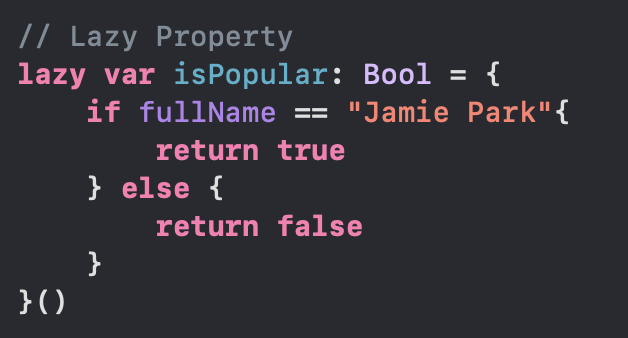 // Lazy Property
lazy var isPopular: Bool = {
    if fullName == "Jamie Park"{
        return true
    } else {
        return false
    }
}()